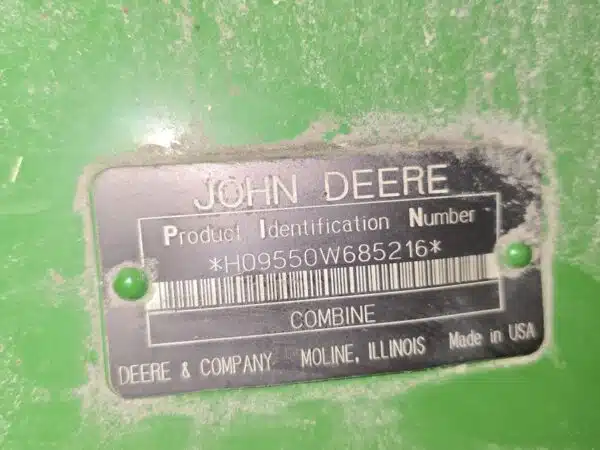 JOHN DEERE
Product Identification Number
*H09550W685216*
COMBINE
DEERE & COMPANY MOLINE, ILLINOIS Made in USA